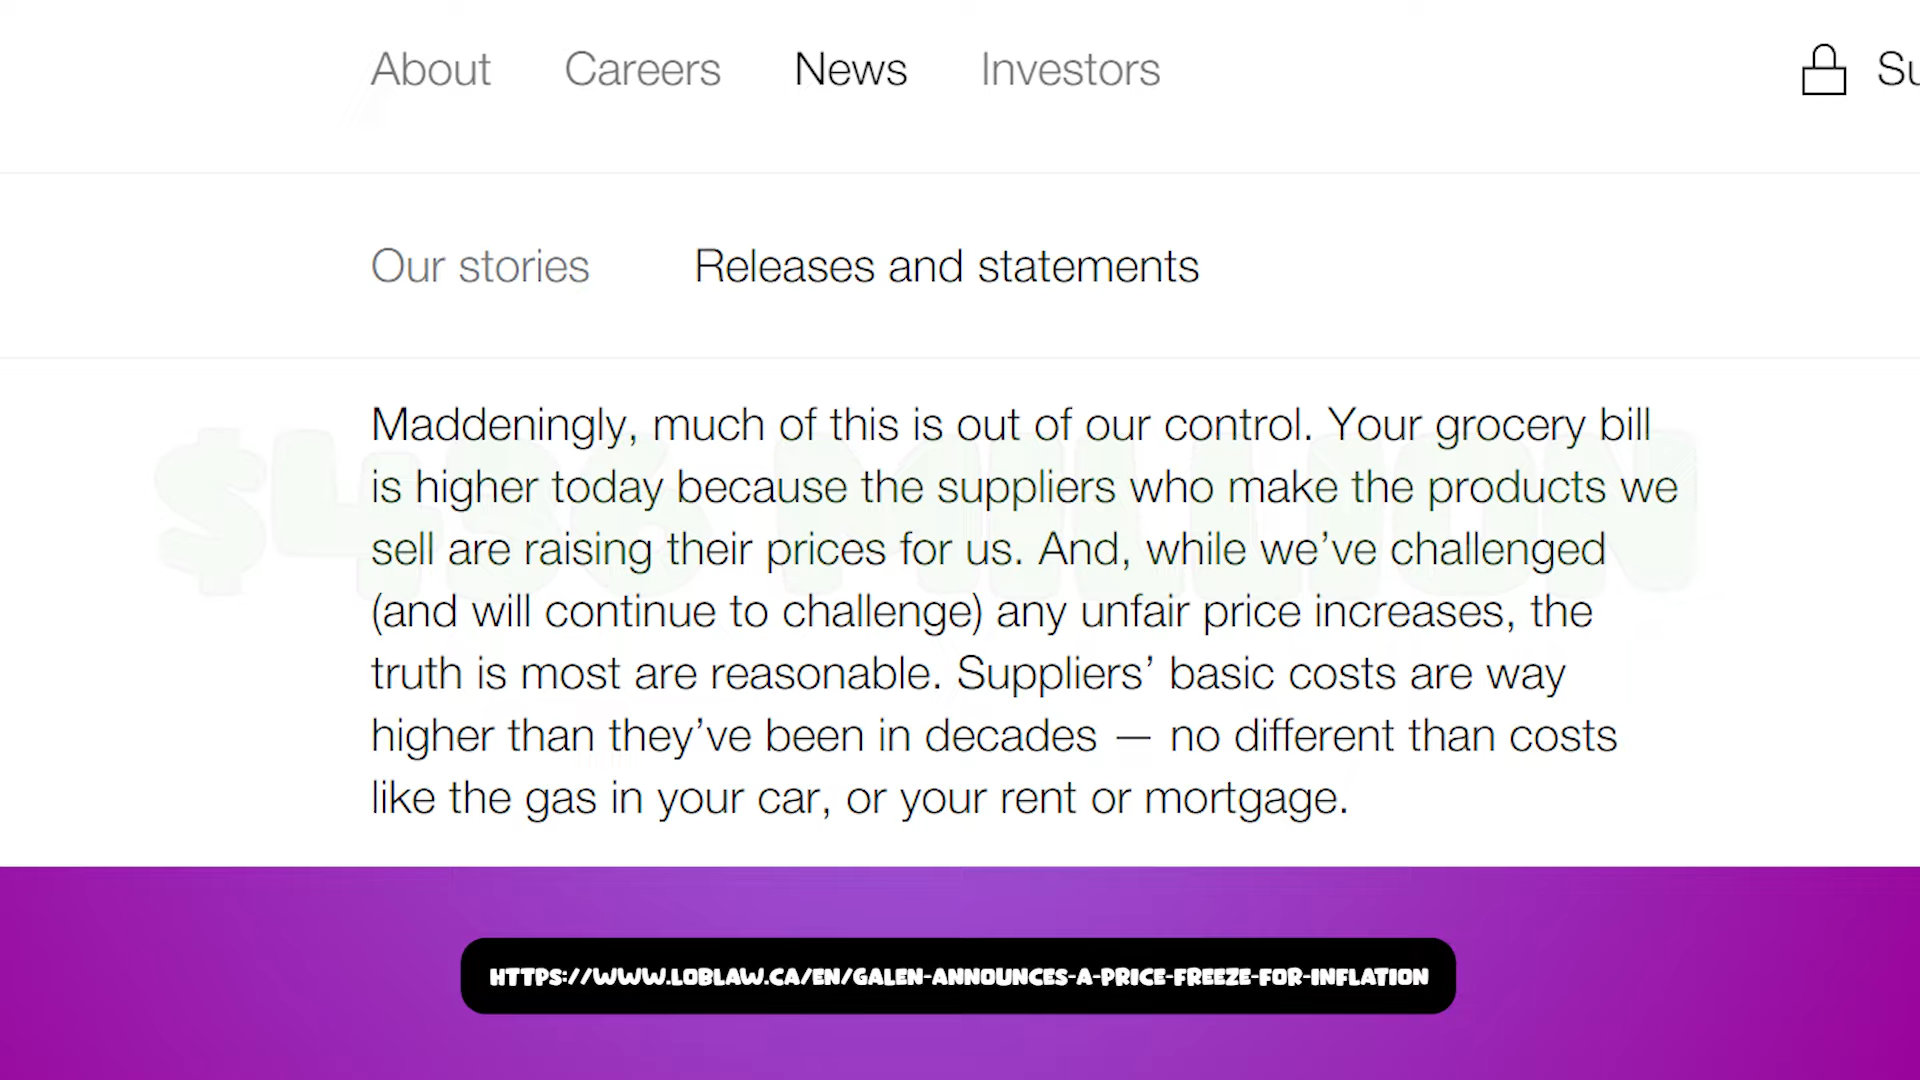 About Careers News Investors Su
Our stories Releases and statements
Maddeningly, much of this is out of our control. Your grocery bill
is higher today because the suppliers who make the products we
sell are raising their prices for us. And, while we’ve challenged
(and will continue to challenge) any unfair price increases, the
truth is most are reasonable. Suppliers’ basic costs are way
higher than they’ve been in decades — no different than costs
like the gas in your car, or your rent or mortgage.
HTTPS://WWW.LOBLAW.CA/EN/GALEN-ANNOUNCES-A-PRICE-FREEZE-FOR-INFLATION